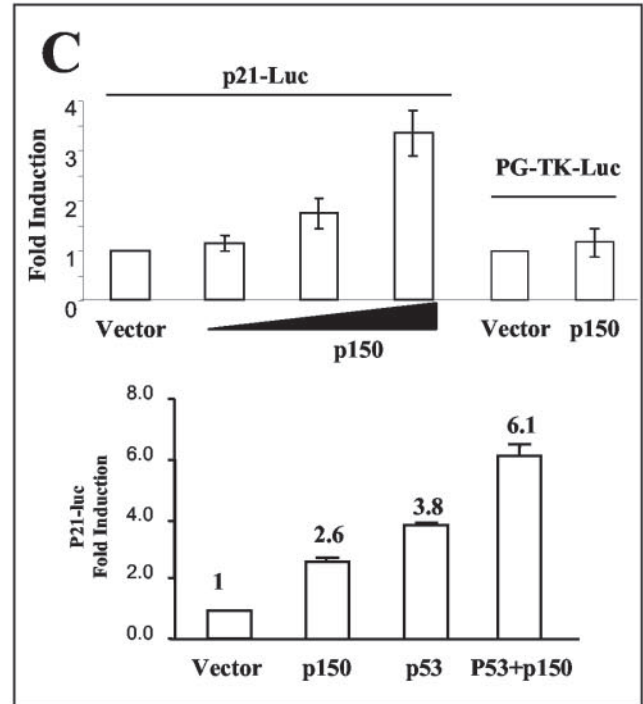 C
p21-Luc
4
3
2
1
0
Fold Induction
PG-TK-Luc
Vector
p150
Vector p150
8.0
6.0
4.0
2.0
0.0
P21-luc
Fold Induction
1
2.6
3.8
6.1
Vector p150 p53 P53+p150